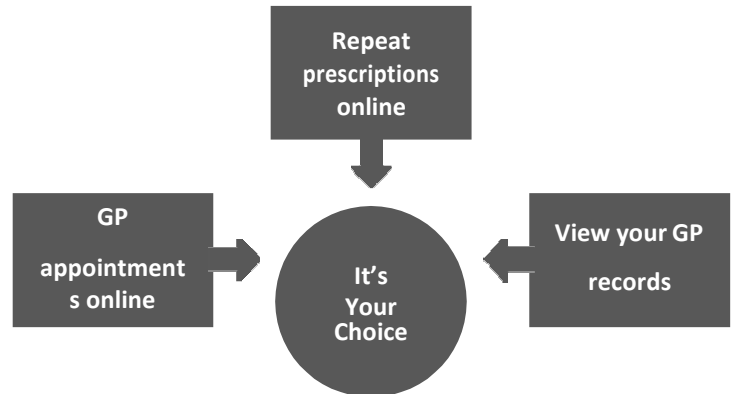 Repeat
prescriptions
online
GP
appointment
s online
It’s
Your
Choice
View your GP
records